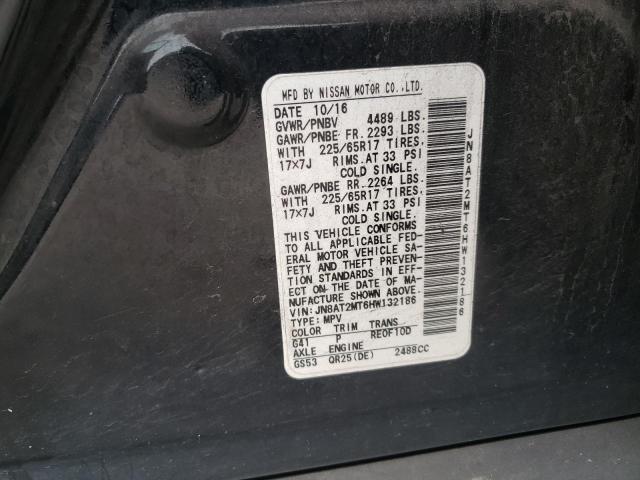 MFD BY NISSAN MOTOR CO.,LTD.
DATE 10/16
GVWR/PNBV 4489 LBS.
GAWR/PNBE FR. 2293 LBS.
WITH 225/65R17 TIRES,
17×7J RIMS.AT 33 PSI
COLD SINGLE.
GAWR/PNBE RR. 2264 LBS.
WITH 225/65R17 TIRES,
17×7J RIMS.AT 33 PSI
COLD SINGLE.
THIS VEHICLE CONFORMS
TO ALL APPLICABLE FED-
ERAL MOTOR VEHICLE SA-
FETY AND THEFT PREVEN-
TION STANDARDS IN EFF-
ECT ON THE DATE OF MA-
NUFACTURE SHOWN ABOVE.
VIN: JN8AT2MT6HW132186
TYPE: MPV
COLOR TRIM TRANS
G41 P RE0F10D
AXLE ENGINE
GS53 QR25(DE) 2488CC
JN8AT2MT6HW132186